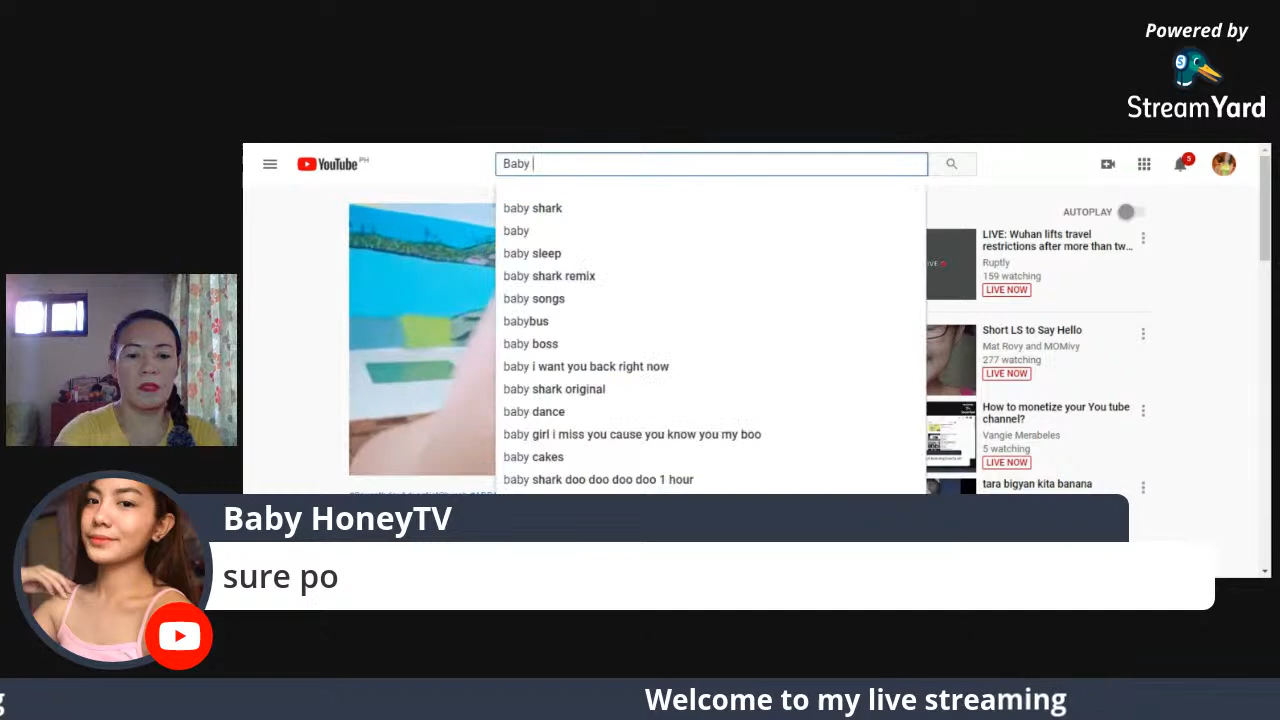 Powered by
StreamYard
YouTube PH
Baby
5
baby shark
baby
baby sleep
baby shark remix
baby songs
babybus
baby boss
baby i want you back right now
baby shark original
baby dance
baby girl i miss you cause you know you my boo
baby cakes
baby shark doo doo doo doo 1 hour
AUTOPLAY
LIVE: Wuhan lifts travel
restrictions after more than tw...
Ruptly
159 watching
LIVE NOW
Short LS to Say Hello
Mat Rovy and MOMivy
277 watching
LIVE NOW
How to monetize your You tube
channel?
Vangie Merabeles
5 watching
LIVE NOW
tara bigyan kita banana
Baby HoneyTV
sure po
Welcome to my live streaming